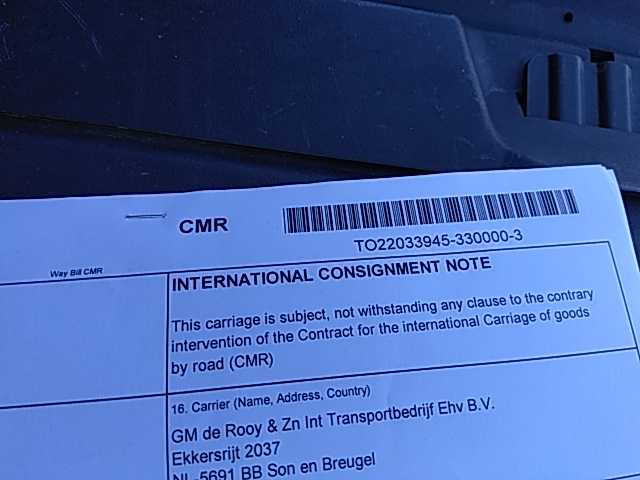 CMR
TO22033945-330000-3
Way Bill CMR
INTERNATIONAL CONSIGNMENT NOTE
This carriage is subject, not withstanding any clause to the contrary
intervention of the Contract for the international Carriage of goods
by road (CMR)
16. Carrier (Name, Address, Country)
GM de Rooy & Zn Int Transportbedrijf Ehv B.V.
Ekkersrijt 2037
NL-5691 BB Son en Breugel